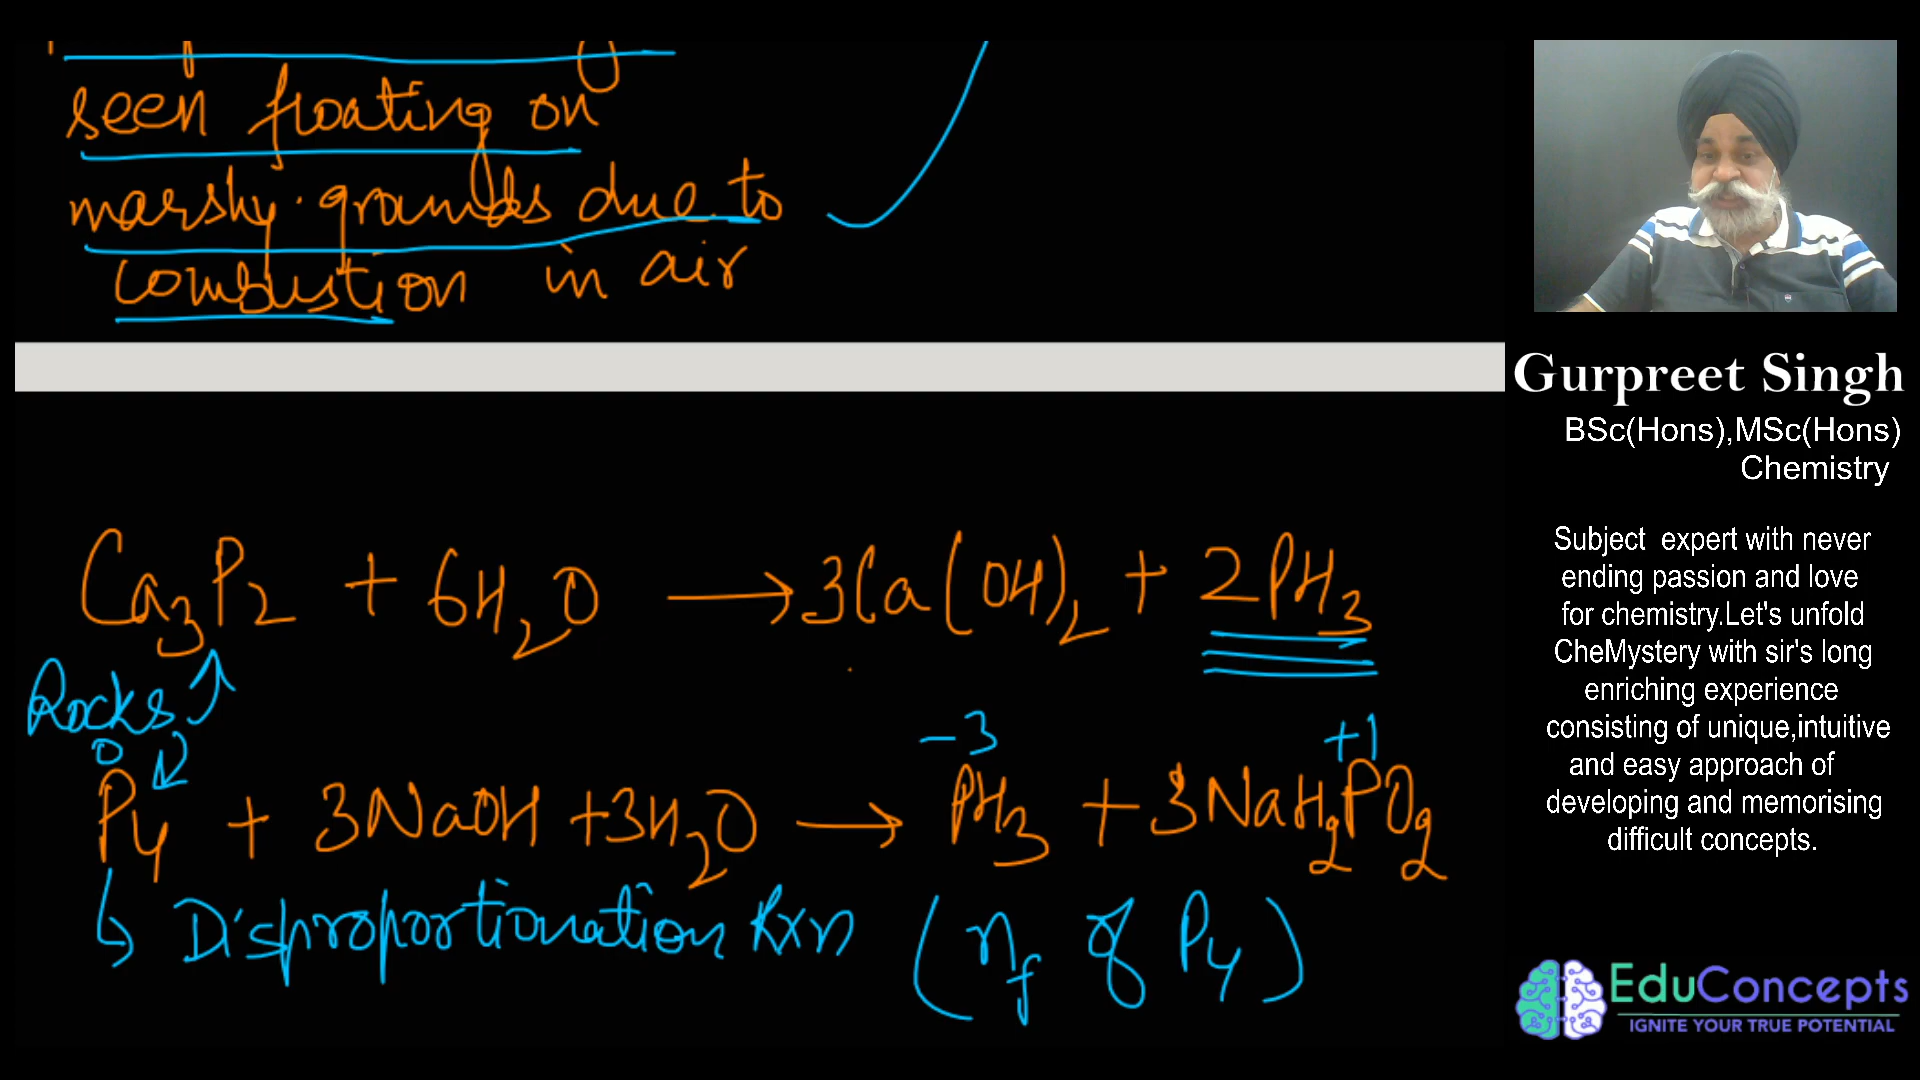 seen floating on
marshy grounds due to
combustion in air
Ca3P2 + 6H2O → 3Ca(OH)2 + 2PH3
Rocks
0 -3 +1
P4 + 3NaOH + 3H2O → PH3 + 3NaH2PO2
Disproportionation Rxn (nf of P4)
Gurpreet Singh
BSc(Hons),MSc(Hons)
Chemistry
Subject expert with never
ending passion and love
for chemistry.Let's unfold
CheMystery with sir's long
enriching experience
consisting of unique,intuitive
and easy approach of
developing and memorising
difficult concepts.
EduConcepts
IGNITE YOUR TRUE POTENTIAL